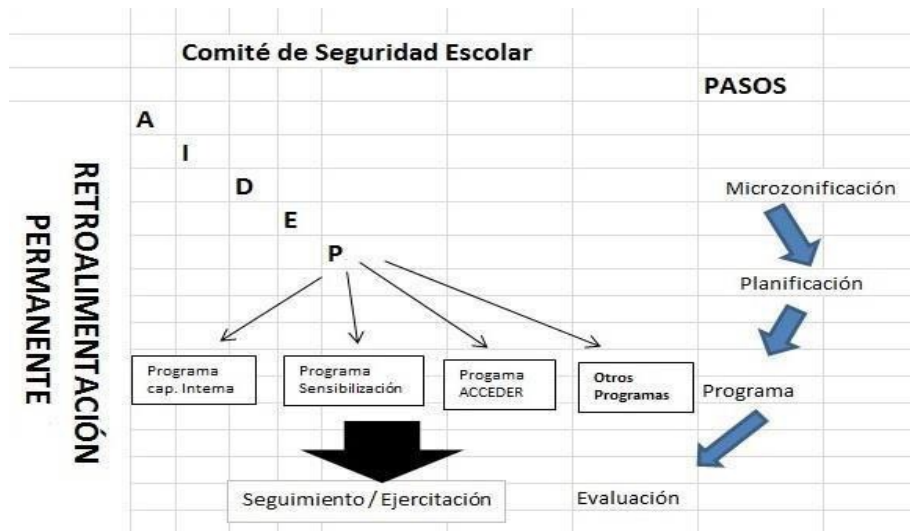 Comité de Seguridad Escolar
PASOS
A
I
D
E
P
RETROALIMENTACIÓN
PERMANENTE
Microzonificación
Planificación
Programa
cap. Interna
Programa
Sensibilización
Progama
ACCEDER
Otros
Programas
Programa
Seguimiento / Ejercitación
Evaluación